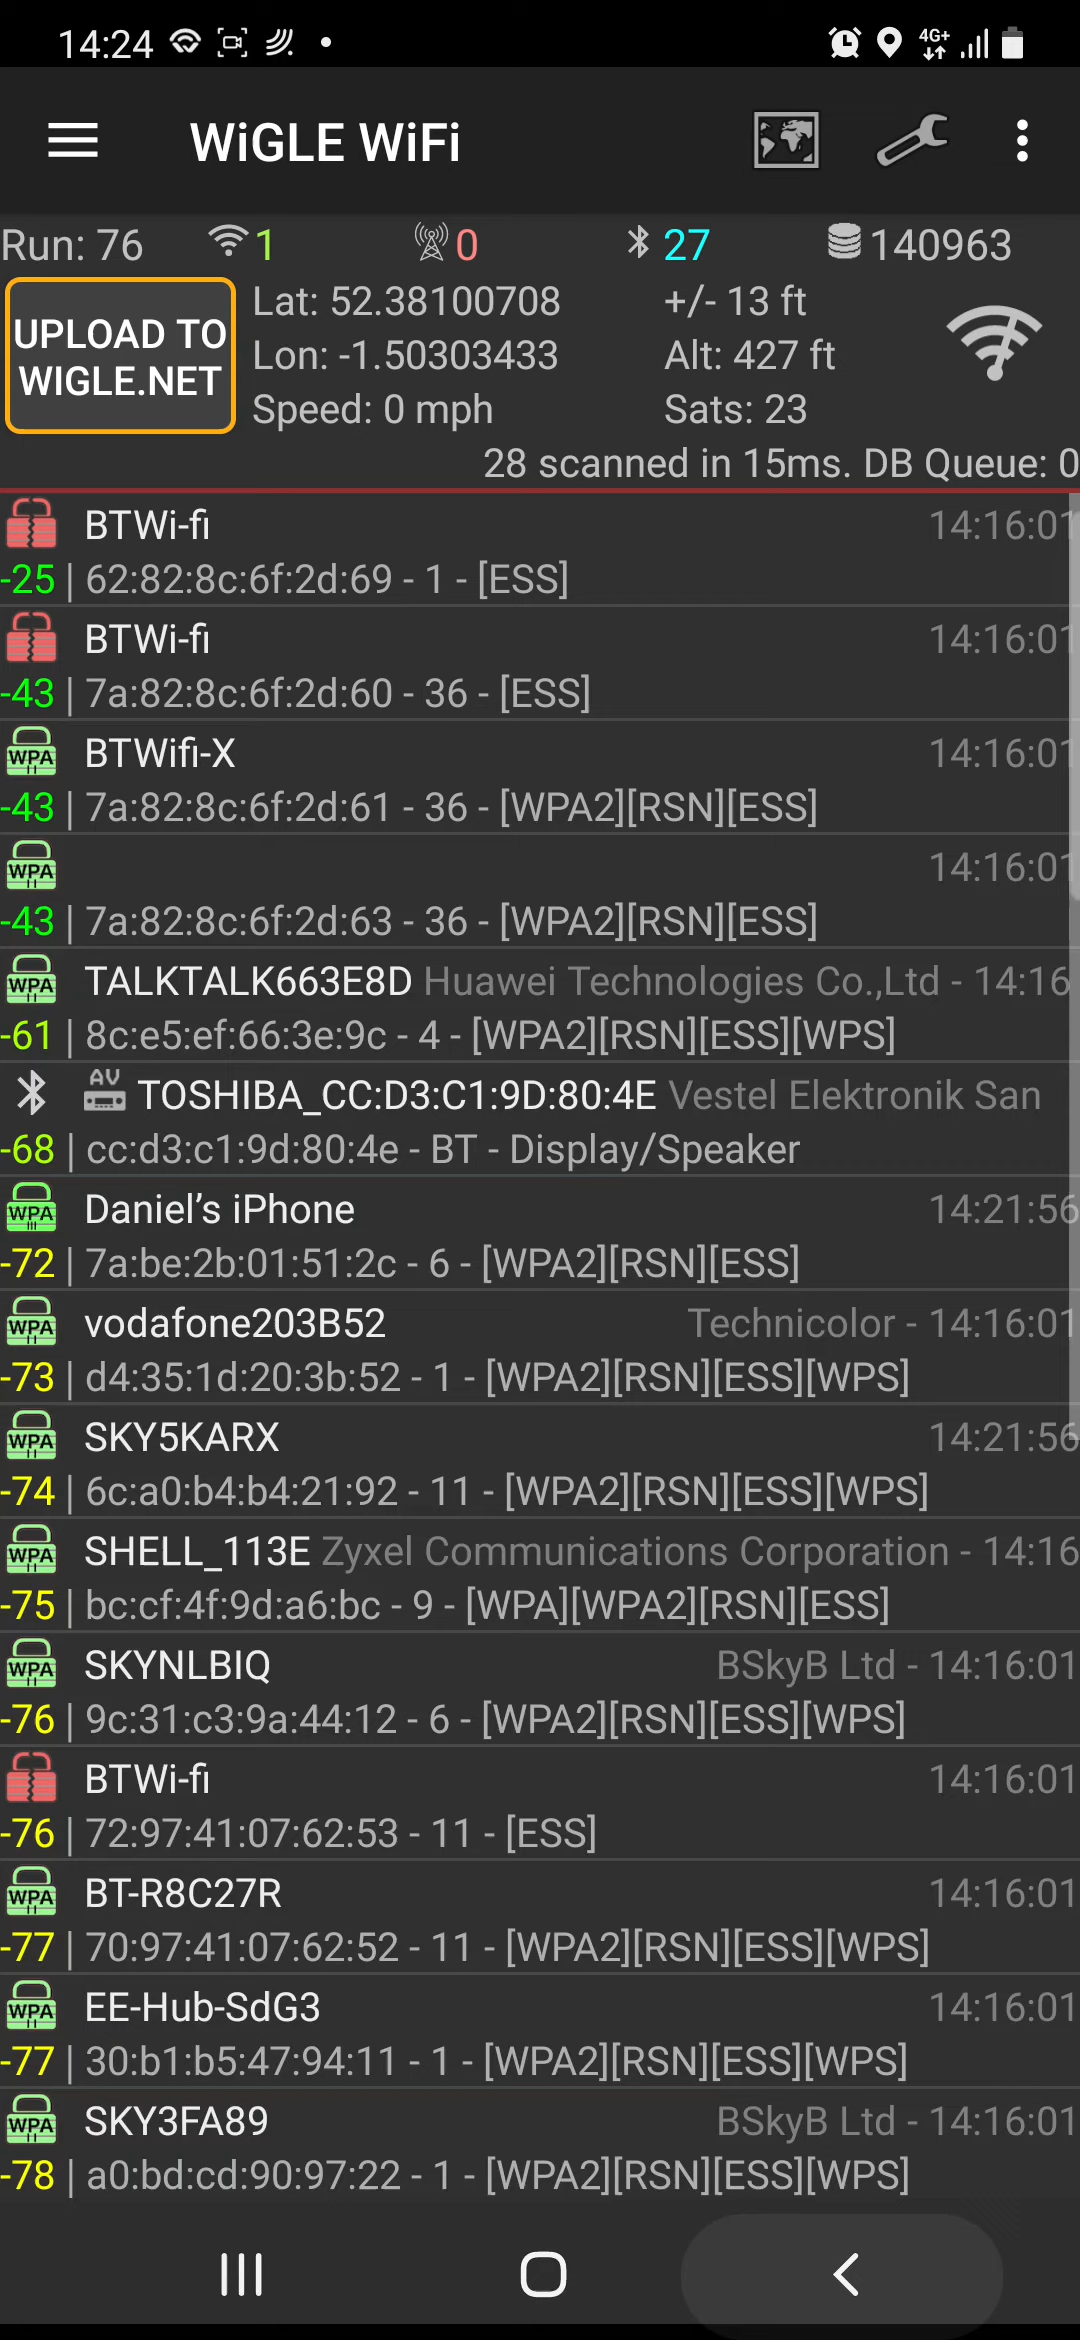 14:24 4G+
WiGLE WiFi
Run: 76 1 0 27 140963
UPLOAD TO
WIGLE.NET
Lat: 52.38100708 +/- 13 ft
Lon: -1.50303433 Alt: 427 ft
Speed: 0 mph Sats: 23
28 scanned in 15ms. DB Queue: 0
BTWi-fi 14:16:01
-25 | 62:82:8c:6f:2d:69 - 1 - [ESS]
BTWi-fi 14:16:01
-43 | 7a:82:8c:6f:2d:60 - 36 - [ESS]
WPA BTWifi-X 14:16:01
-43 | 7a:82:8c:6f:2d:61 - 36 - [WPA2][RSN][ESS]
WPA 14:16:01
-43 | 7a:82:8c:6f:2d:63 - 36 - [WPA2][RSN][ESS]
WPA TALKTALK663E8D Huawei Technologies Co.,Ltd - 14:16
-61 | 8c:e5:ef:66:3e:9c - 4 - [WPA2][RSN][ESS][WPS]
AV TOSHIBA_CC:D3:C1:9D:80:4E Vestel Elektronik San
-68 | cc:d3:c1:9d:80:4e - BT - Display/Speaker
WPA Daniel’s iPhone 14:21:56
-72 | 7a:be:2b:01:51:2c - 6 - [WPA2][RSN][ESS]
WPA vodafone203B52 Technicolor - 14:16:01
-73 | d4:35:1d:20:3b:52 - 1 - [WPA2][RSN][ESS][WPS]
WPA SKY5KARX 14:21:56
-74 | 6c:a0:b4:b4:21:92 - 11 - [WPA2][RSN][ESS][WPS]
WPA SHELL_113E Zyxel Communications Corporation - 14:16
-75 | bc:cf:4f:9d:a6:bc - 9 - [WPA][WPA2][RSN][ESS]
WPA SKYNLBIQ BSkyB Ltd - 14:16:01
-76 | 9c:31:c3:9a:44:12 - 6 - [WPA2][RSN][ESS][WPS]
BTWi-fi 14:16:01
-76 | 72:97:41:07:62:53 - 11 - [ESS]
WPA BT-R8C27R 14:16:01
-77 | 70:97:41:07:62:52 - 11 - [WPA2][RSN][ESS][WPS]
WPA EE-Hub-SdG3 14:16:01
-77 | 30:b1:b5:47:94:11 - 1 - [WPA2][RSN][ESS][WPS]
WPA SKY3FA89 BSkyB Ltd - 14:16:01
-78 | a0:bd:cd:90:97:22 - 1 - [WPA2][RSN][ESS][WPS]